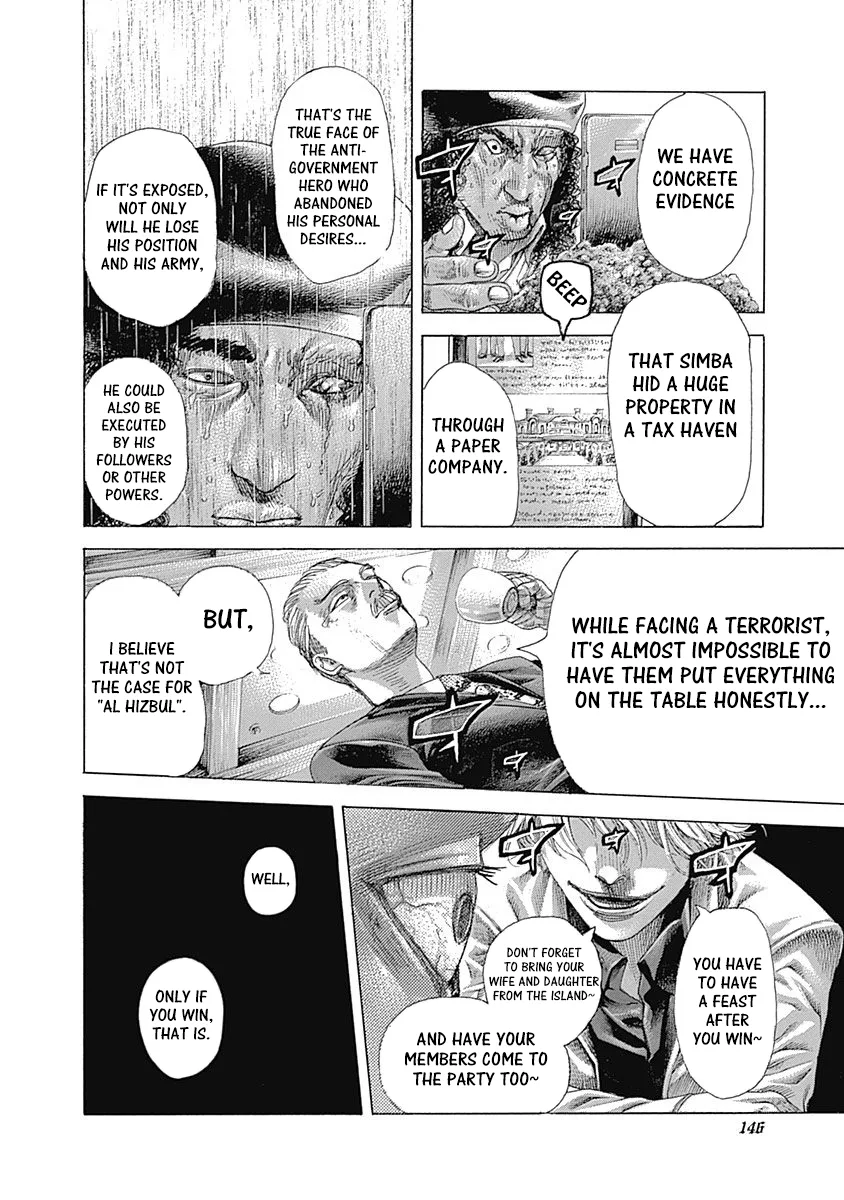 WE HAVE
CONCRETE
EVIDENCE
BEEP
THAT SIMBA
HID A HUGE
PROPERTY IN
A TAX HAVEN
THROUGH
A PAPER
COMPANY.
THAT'S THE
TRUE FACE OF
THE ANTI-
GOVERNMENT
HERO WHO
ABANDONED
HIS PERSONAL
DESIRES...
IF IT'S EXPOSED,
NOT ONLY
WILL HE LOSE
HIS POSITION
AND HIS ARMY,
HE COULD
ALSO BE
EXECUTED
BY HIS
FOLLOWERS
OR OTHER
POWERS.
WHILE FACING A TERRORIST,
IT'S ALMOST IMPOSSIBLE TO
HAVE THEM PUT EVERYTHING
ON THE TABLE HONESTLY...
BUT,
I BELIEVE
THAT'S NOT
THE CASE FOR
"AL HIZBUL".
YOU HAVE
TO HAVE
A FEAST
AFTER
YOU WIN~
DON'T FORGET
TO BRING YOUR
WIFE AND DAUGHTER
FROM THE ISLAND~
AND HAVE YOUR
MEMBERS COME TO
THE PARTY TOO~
WELL,
ONLY IF
YOU WIN,
THAT IS.
146